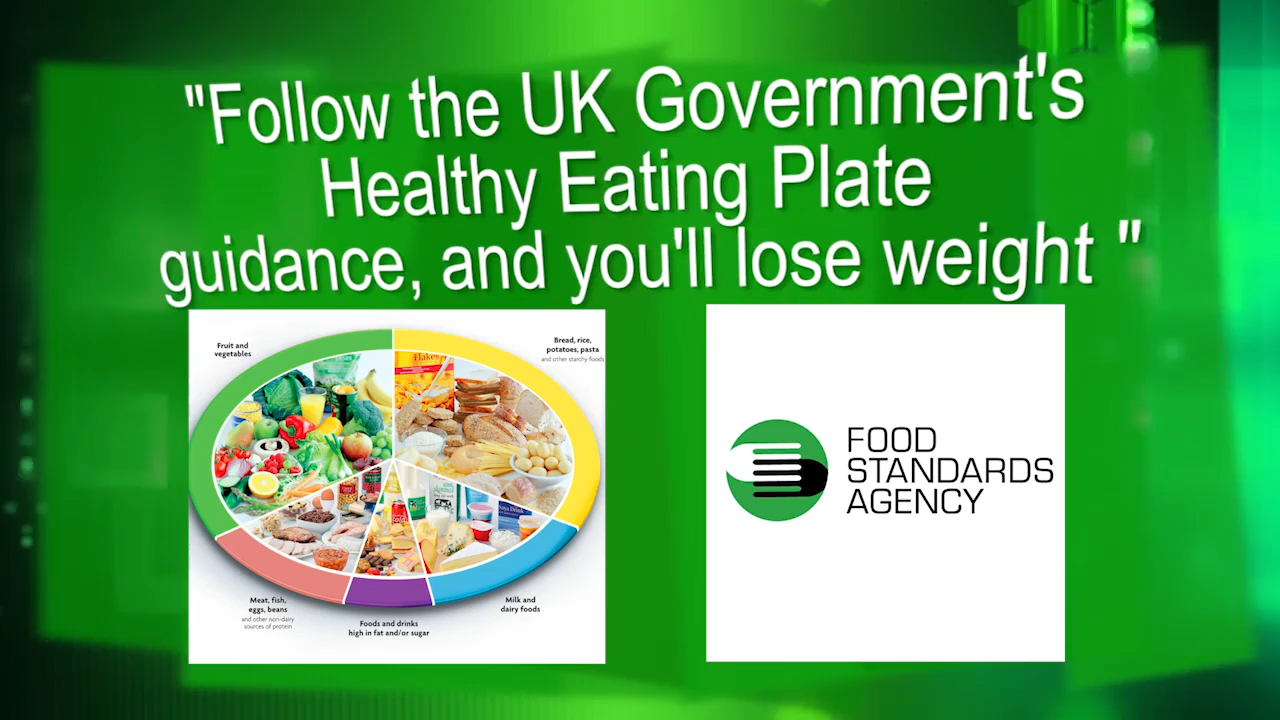 "Follow the UK Government's
Healthy Eating Plate
guidance, and you'll lose weight "
Fruit and
vegetables
Bread, rice,
potatoes, pasta
and other starchy foods
Flakes
Meat, fish,
eggs, beans
and other non-dairy
sources of protein
Foods and drinks
high in fat and/or sugar
Milk and
dairy foods
FOOD
STANDARDS
AGENCY